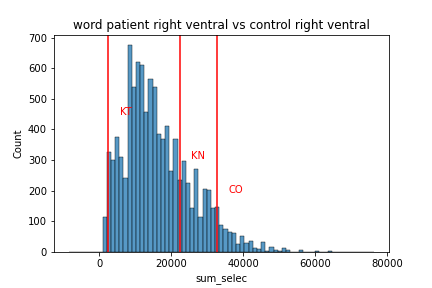 word patient right ventral vs control right ventral
700
600
500
400
300
200
100
0
Count
KT
KN
CO
0 20000 40000 60000 80000
sum_selec